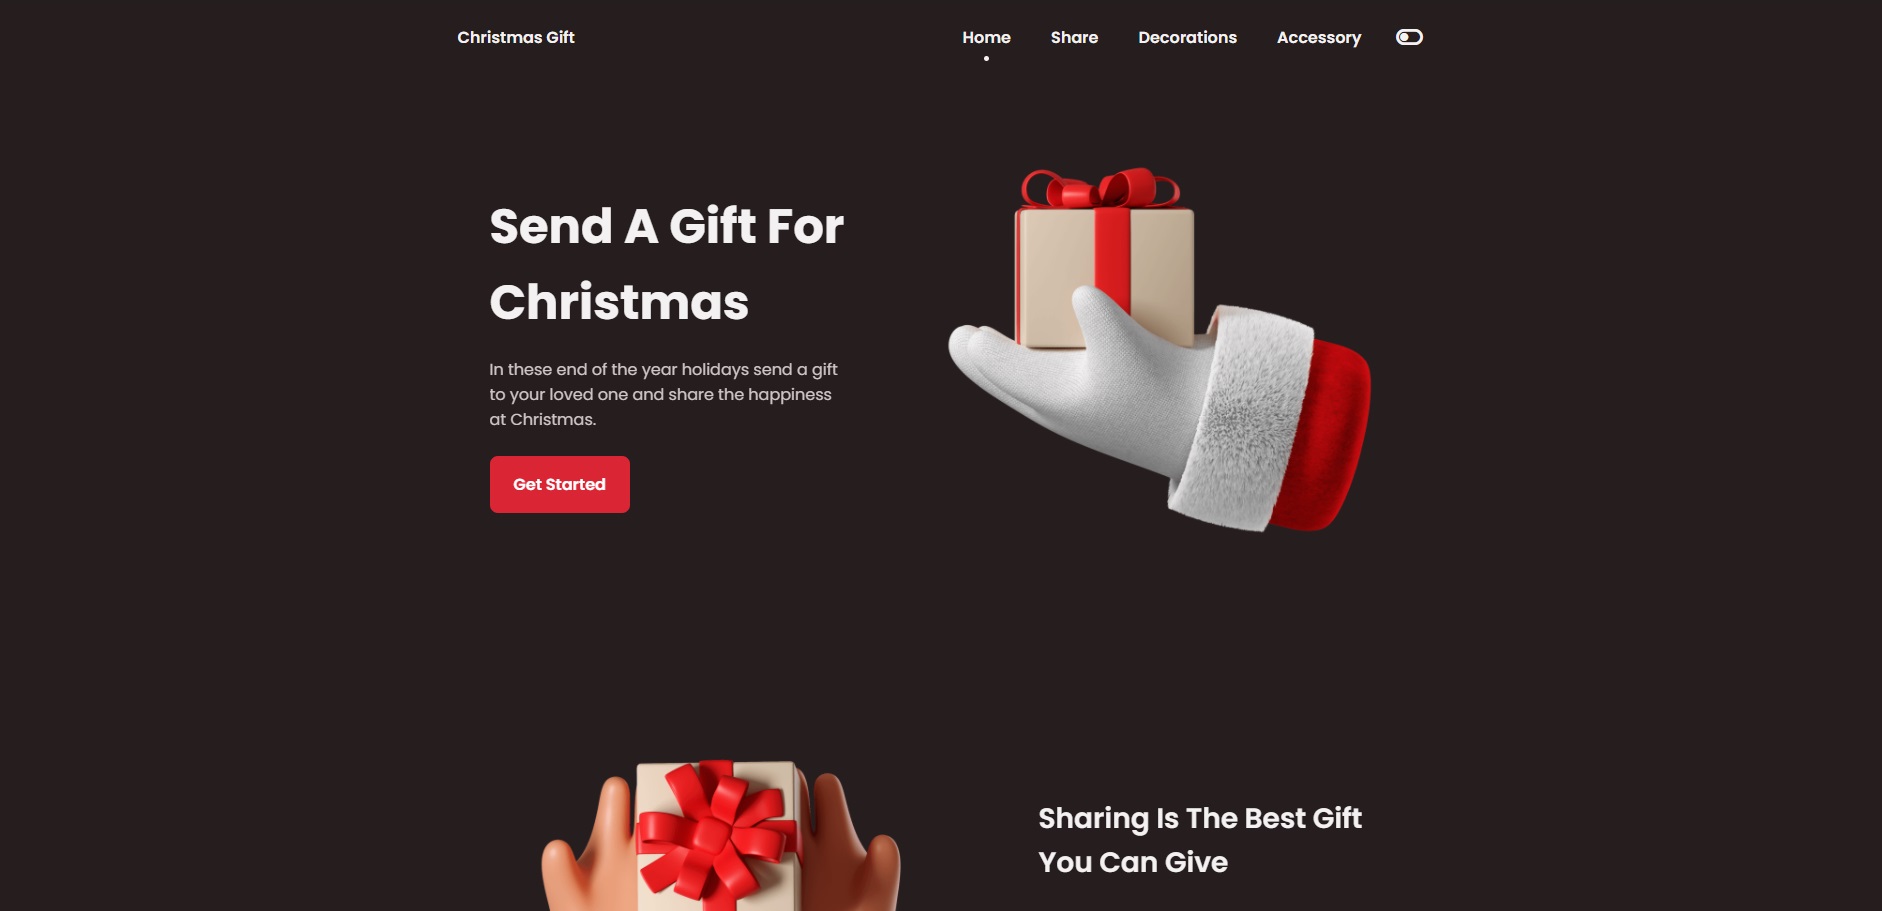 Christmas Gift
Home
Share
Decorations
Accessory
Send A Gift For
Christmas
In these end of the year holidays send a gift
to your loved one and share the happiness
at Christmas.
Get Started
Sharing Is The Best Gift
You Can Give